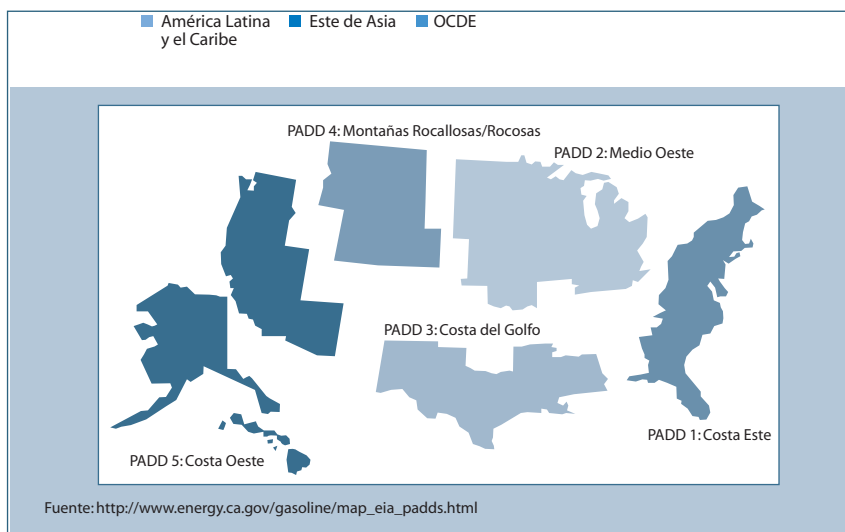 América Latina y el Caribe
Este de Asia
OCDE
PADD 4: Montañas Rocallosas/Rocosas
PADD 2: Medio Oeste
PADD 3: Costa del Golfo
PADD 1: Costa Este
PADD 5: Costa Oeste
Fuente: http://www.energy.ca.gov/gasoline/map_eia_padds.html